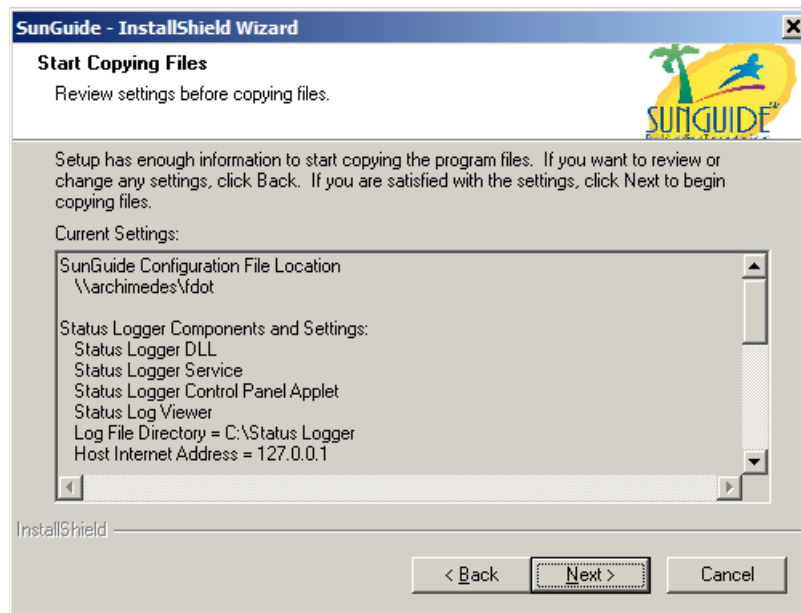 SunGuide - InstallShield Wizard
Start Copying Files
Review settings before copying files.
SUNGUIDE
Setup has enough information to start copying the program files. If you want to review or
change any settings, click Back. If you are satisfied with the settings, click Next to begin
copying files.
Current Settings:
SunGuide Configuration File Location
\\archimedes\fdot
Status Logger Components and Settings:
Status Logger DLL
Status Logger Service
Status Logger Control Panel Applet
Status Log Viewer
Log File Directory = C:\Status Logger
Host Internet Address = 127.0.0.1
InstallShield
< Back
Next >
Cancel